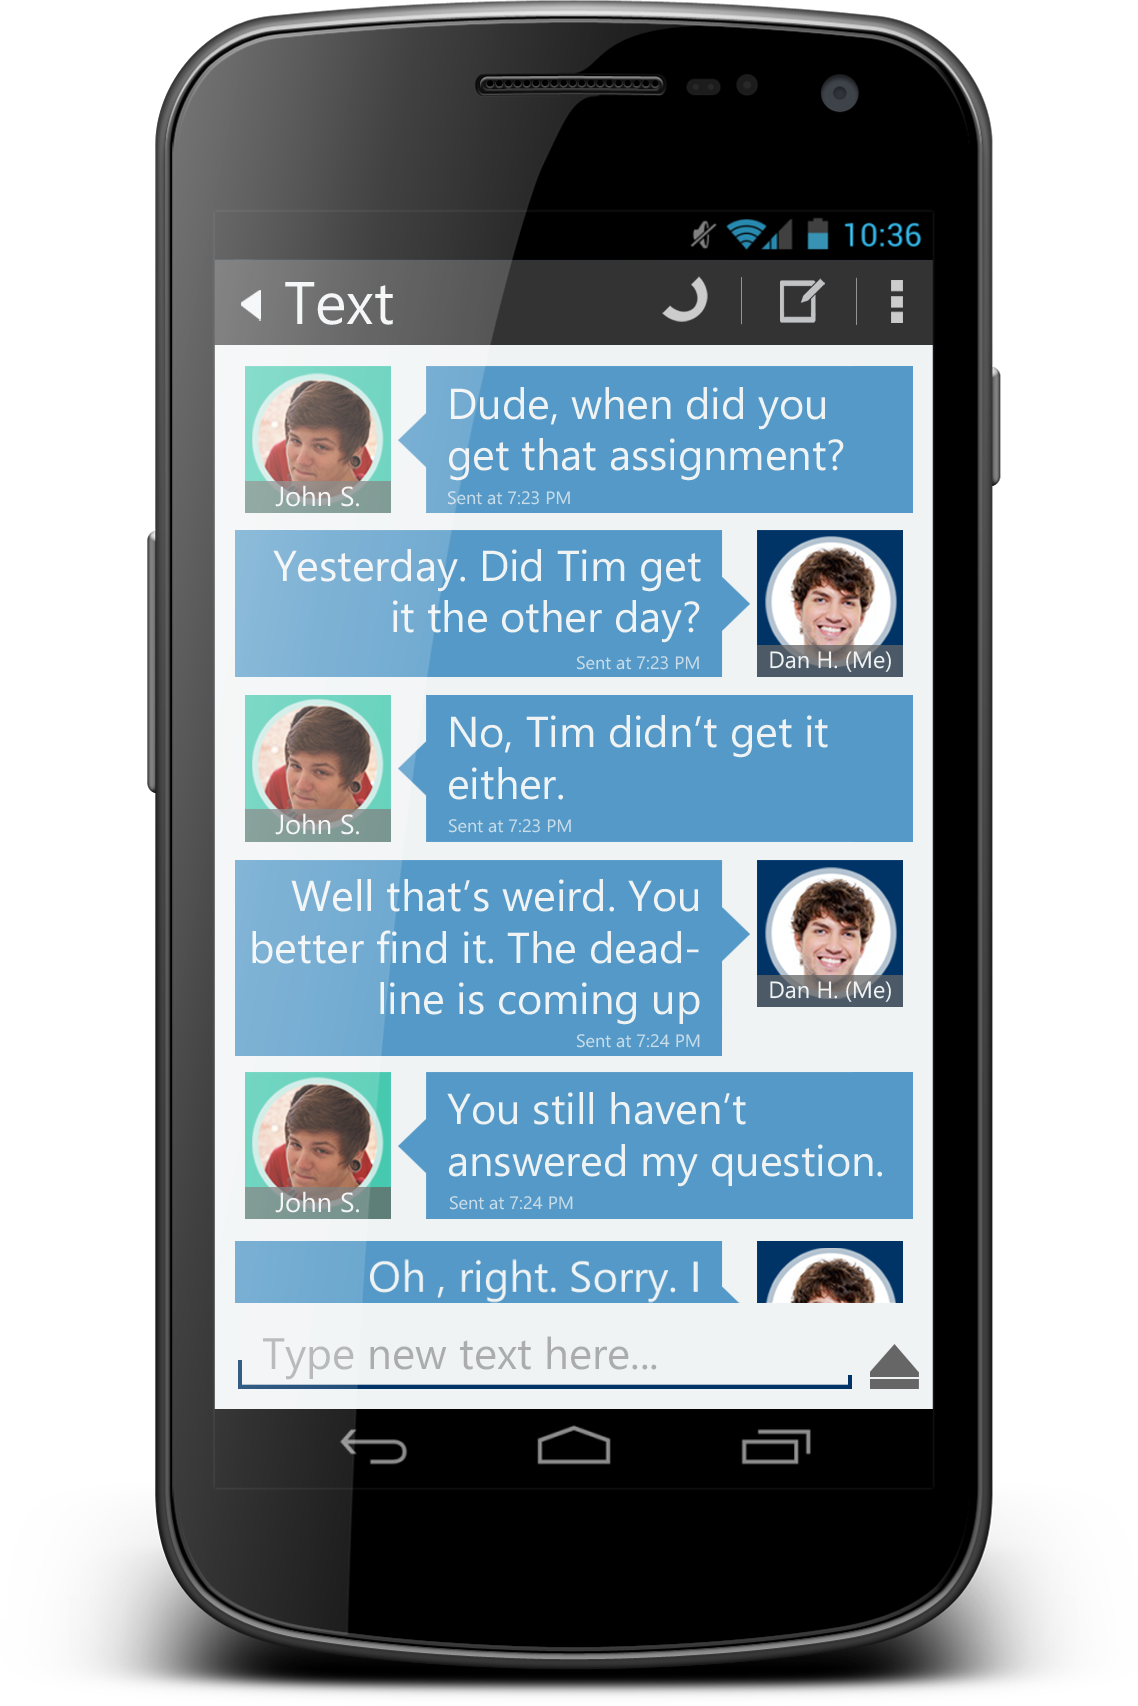 10:36
Text
Dude, when did you
get that assignment?
Sent at 7:23 PM
John S.
Yesterday. Did Tim get
it the other day?
Sent at 7:23 PM
Dan H. (Me)
No, Tim didn’t get it
either.
Sent at 7:23 PM
John S.
Well that’s weird. You
better find it. The dead-
line is coming up
Sent at 7:24 PM
Dan H. (Me)
You still haven’t
answered my question.
Sent at 7:24 PM
John S.
Oh , right. Sorry. I
Type new text here...